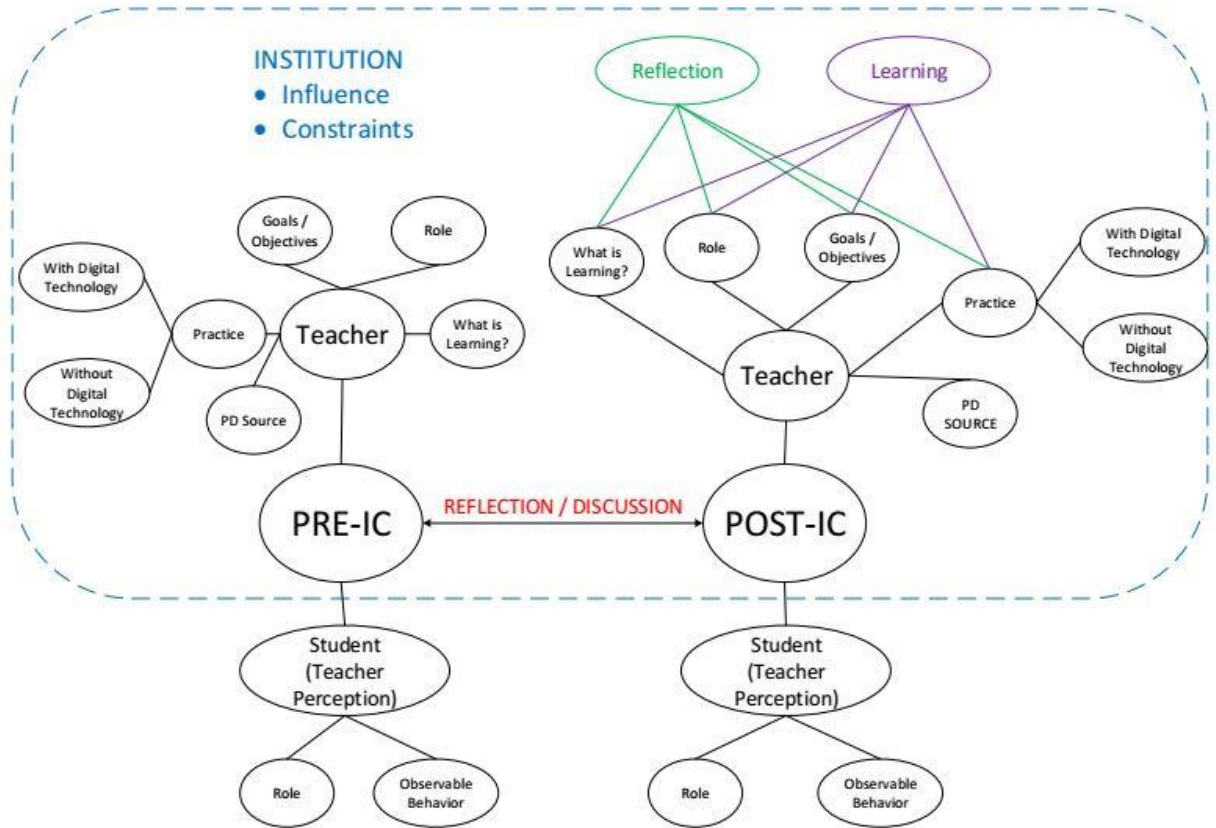 INSTITUTION
• Influence
• Constraints
Reflection
Learning
Goals /
Objectives
Role
With Digital
Technology
Practice
Teacher
What is
Learning?
Without
Digital
Technology
PD Source
What is
Learning?
Role
Goals /
Objectives
With Digital
Technology
Practice
Without
Digital
Technology
Teacher
PD
SOURCE
PRE-IC
REFLECTION / DISCUSSION
POST-IC
Student
(Teacher
Perception)
Role
Observable
Behavior
Student
(Teacher
Perception)
Role
Observable
Behavior